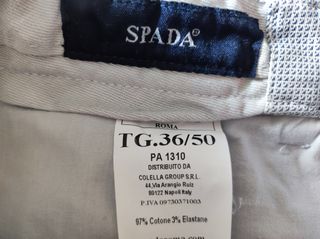 SPADA®
ROMA
TG.36/50
PA 1310
DISTRIBUITO DA
COLELLA GROUP S.R.L.
44,Via Arangio Ruiz
80122 Napoli Italy
P.IVA 09730371003
97% Cotone 3% Elastane